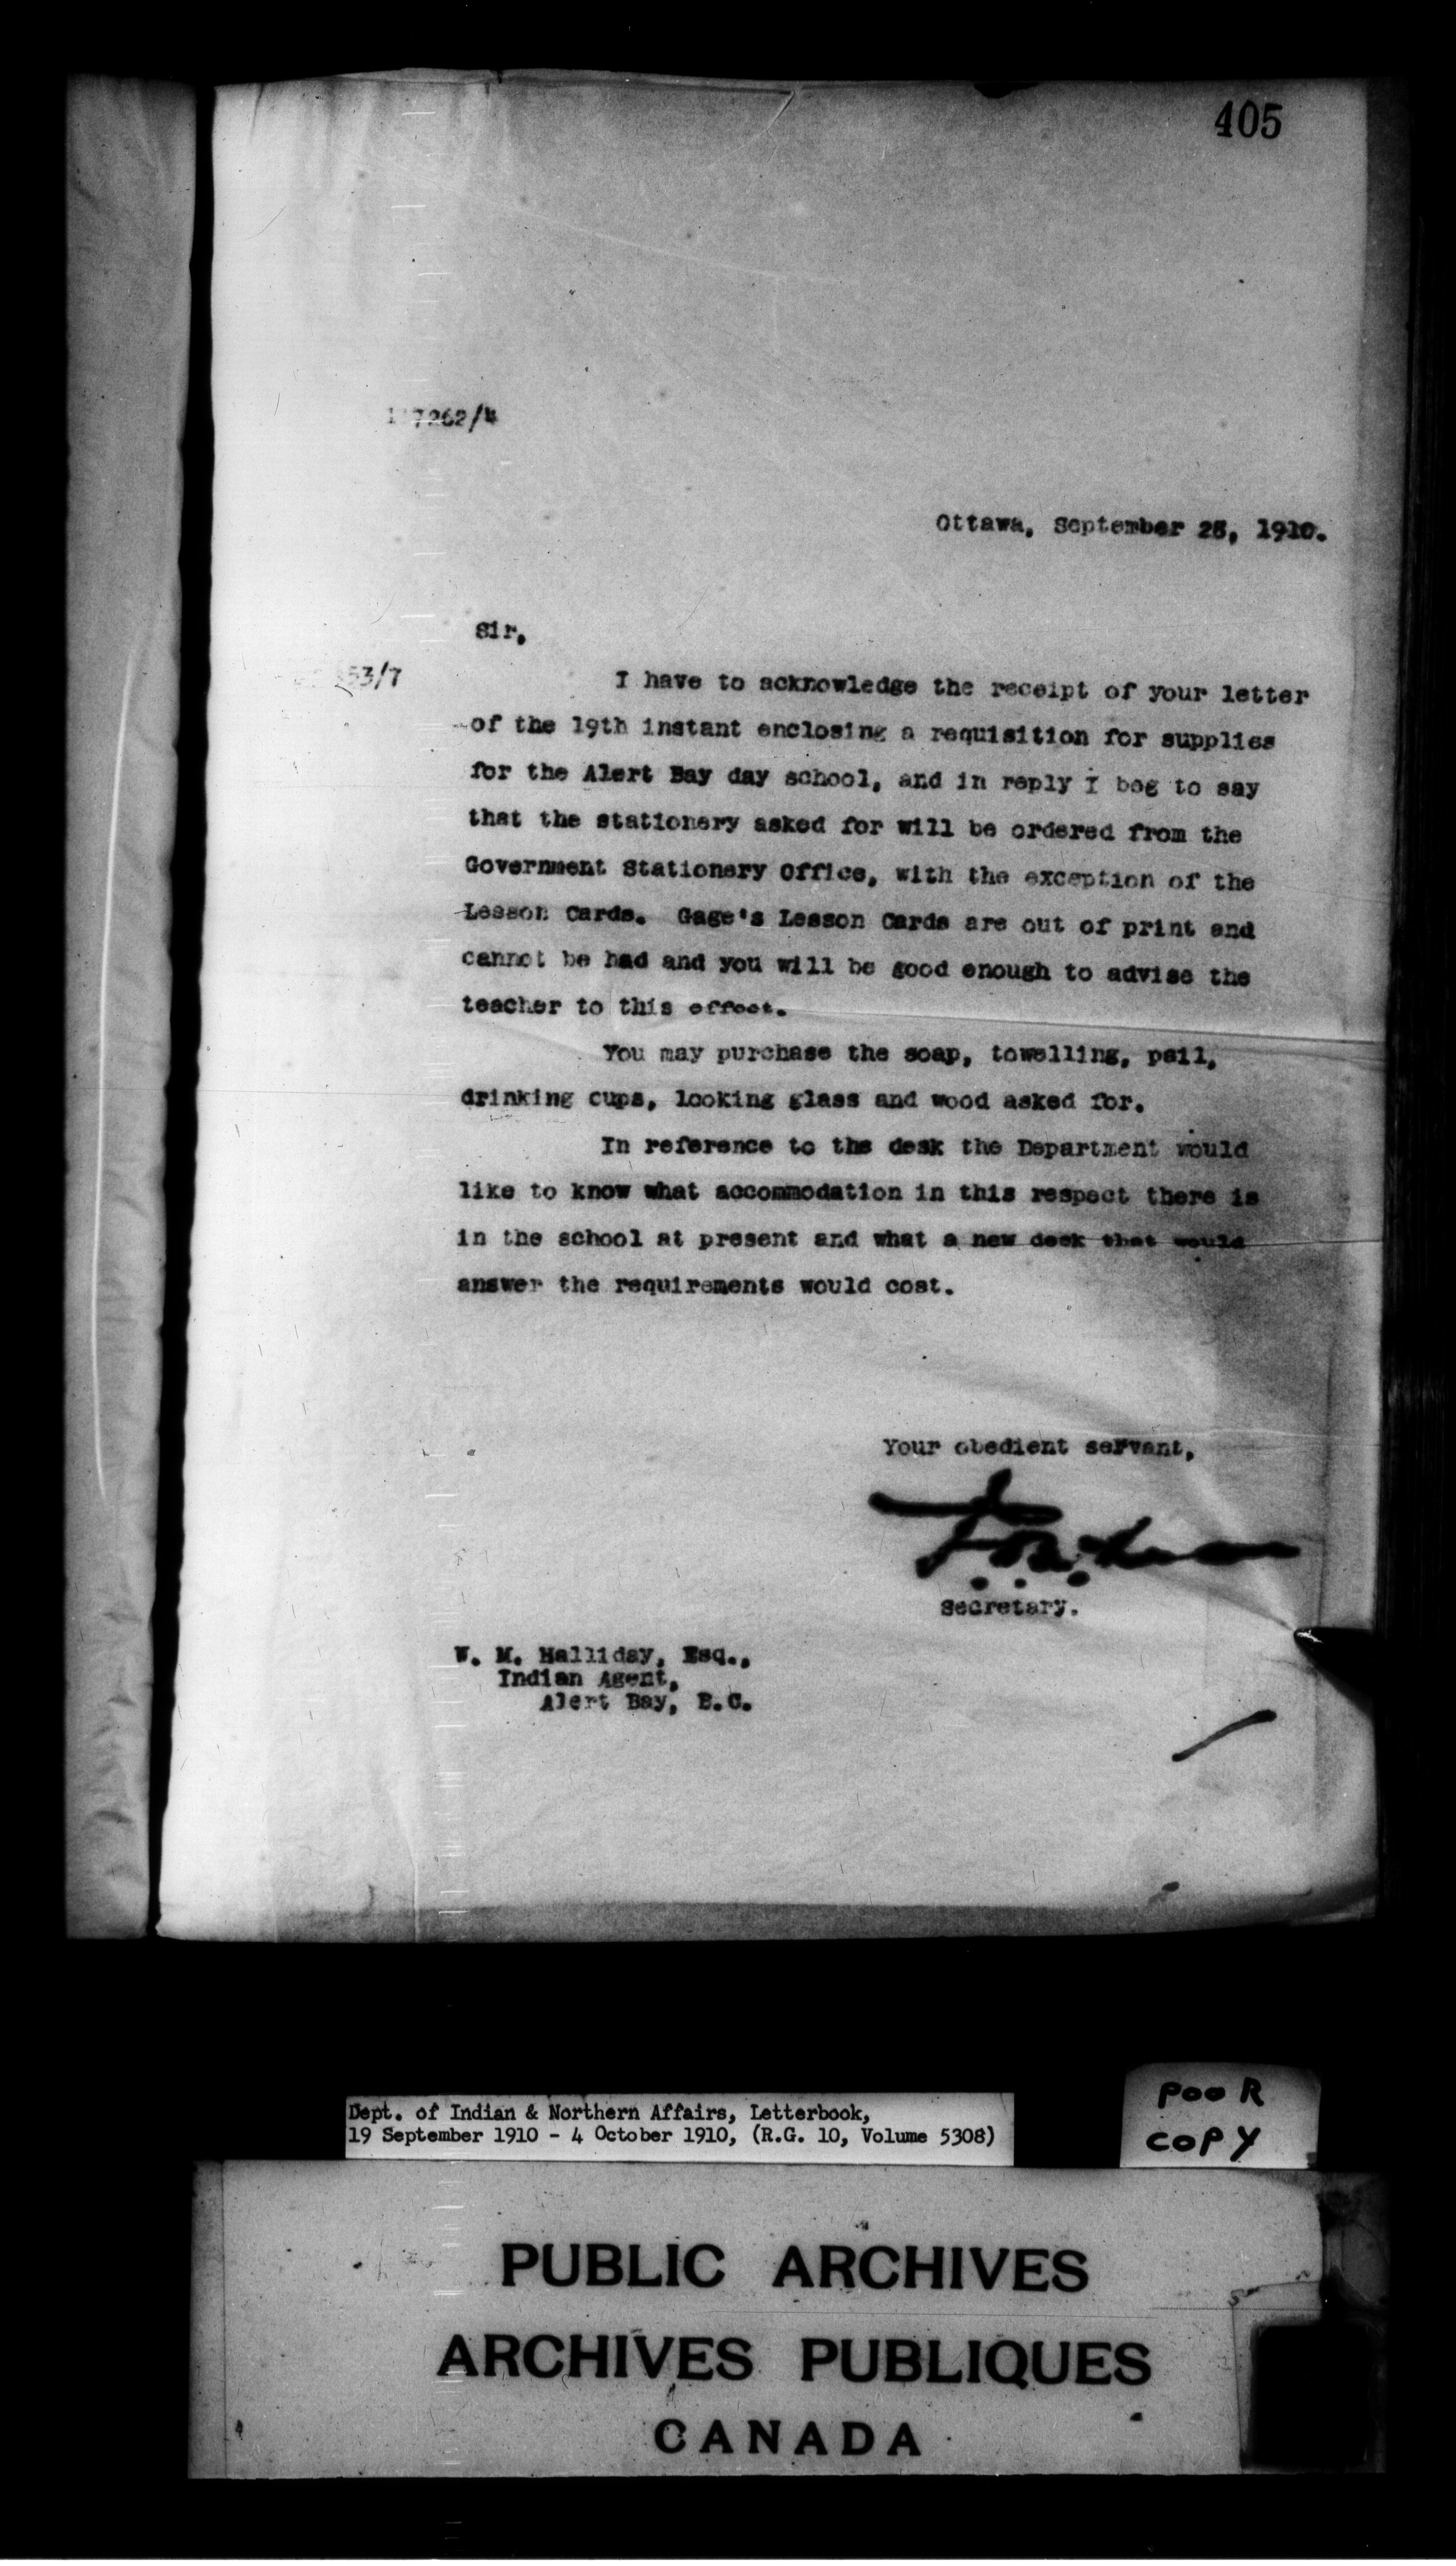 405
7262/4
Ottawa, September 28, 1910.
Sir,
53/7
I have to acknowledge the receipt of your letter
of the 19th instant enclosing a requisition for supplies
for the Alert Bay day school, and in reply I beg to say
that the stationery asked for will be ordered from the
Government Stationery Office, with the exception of the
Lesson Cards. Gage's Lesson Cards are out of print and
cannot be had and you will be good enough to advise the
teacher to this effect.
You may purchase the soap, towelling, pail,
drinking cups, looking glass and wood asked for.
In reference to the desk the Department would
like to know what accommodation in this respect there is
in the school at present and what a new desk that would
answer the requirements would cost.
Your obedient servant,
Secretary.
W. M. Halliday, Esq.,
Indian Agent,
Alert Bay, B.C.
Dept. of Indian & Northern Affairs, Letterbook,
19 September 1910 - 4 October 1910, (R.G. 10, Volume 5308)
POOR
COPY
PUBLIC ARCHIVES
ARCHIVES PUBLIQUES
CANADA